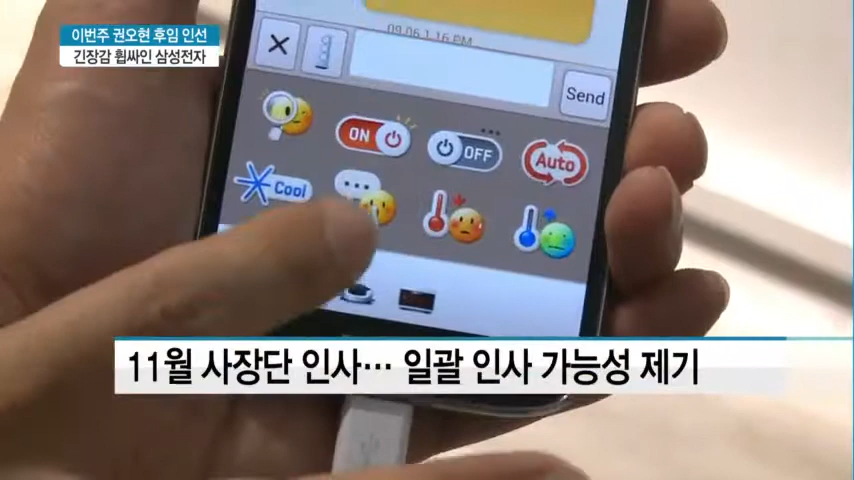 이번주 권오현 후임 인선
긴장감 휩싸인 삼성전자
09.06 1:16 PM
Send
ON
OFF
Auto
Cool
11월 사장단 인사… 일괄 인사 가능성 제기